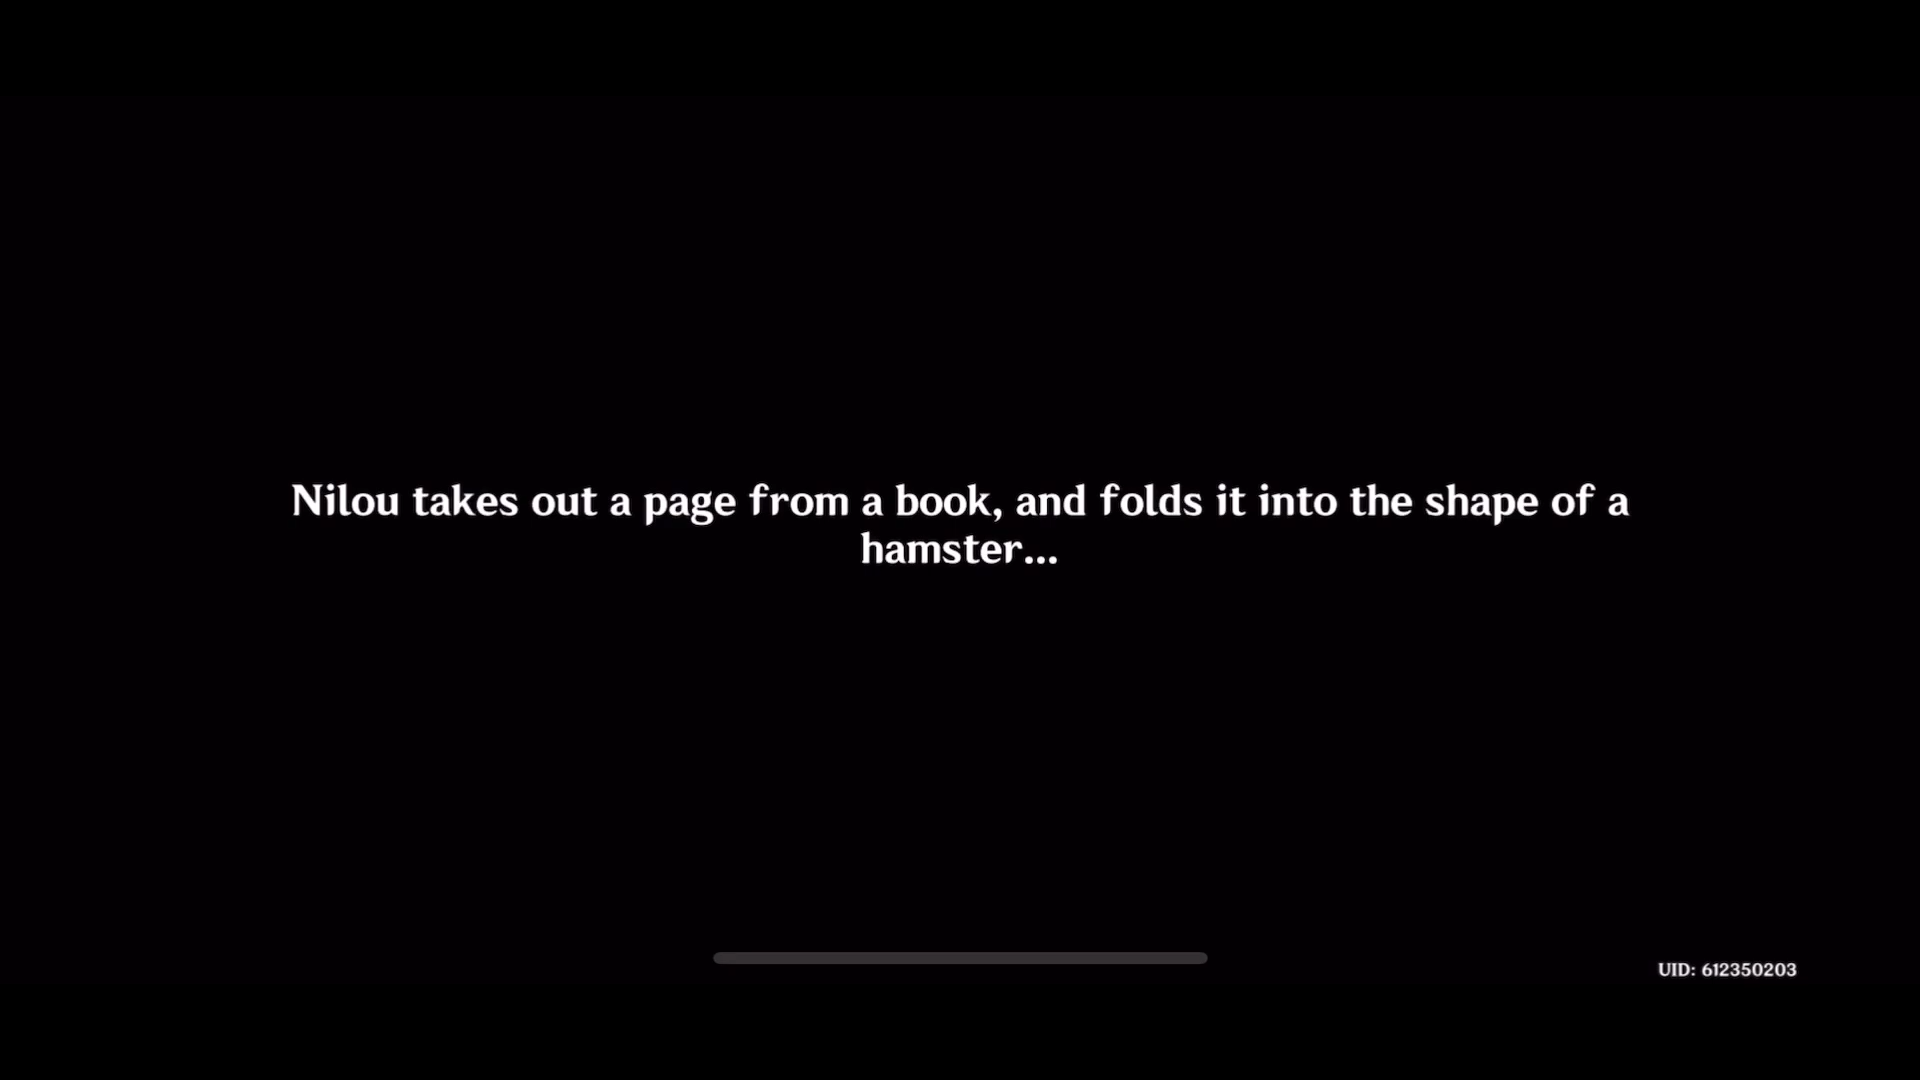 Nilou takes out a page from a book, and folds it into the shape of a
hamster...
UID: 612350203